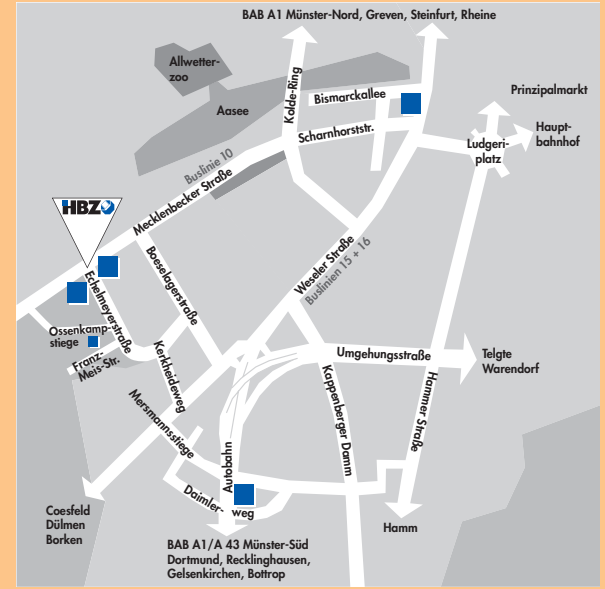 BAB A1 Münster-Nord, Greven, Steinfurt, Rheine
Allwetter-
zoo
Aasee
Kolde-Ring
Bismarckallee
Prinzipalmarkt
Scharnhorststr.
Haupt-
bahnhof
Ludgeri-
platz
Buslinie 10
Mecklenbecker Straße
HBZ
Weseler Straße
Buslinien 15 + 16
Boeselagerstraße
Echelmeyerstraße
Ossenkamp-
stiege
Franz-
Meis-Str.
Kerkheideweg
Umgehungsstraße
Telgte
Warendorf
Kappenberger Damm
Hammer Straße
Mersmannsstiege
Autobahn
Daimler-
weg
Coesfeld
Dülmen
Borken
Hamm
BAB A1/A 43 Münster-Süd
Dortmund, Recklinghausen,
Gelsenkirchen, Bottrop